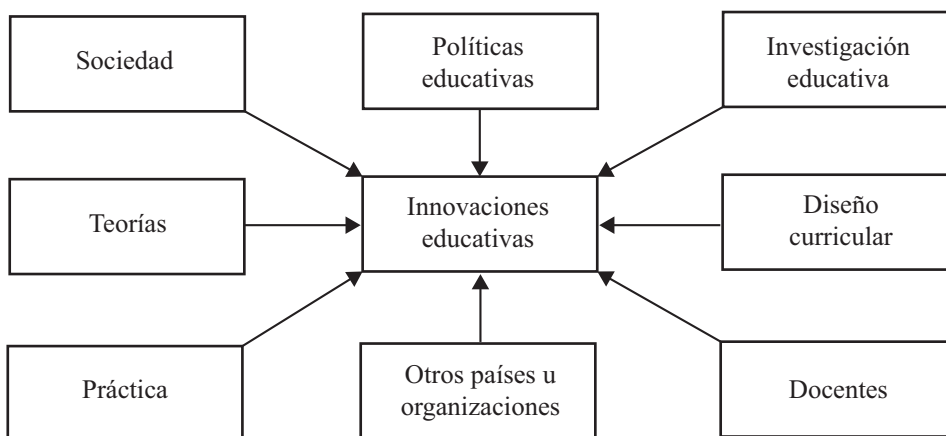 Sociedad
Políticas
educativas
Investigación
educativa
Teorías
Innovaciones
educativas
Diseño
curricular
Práctica
Otros países u
organizaciones
Docentes